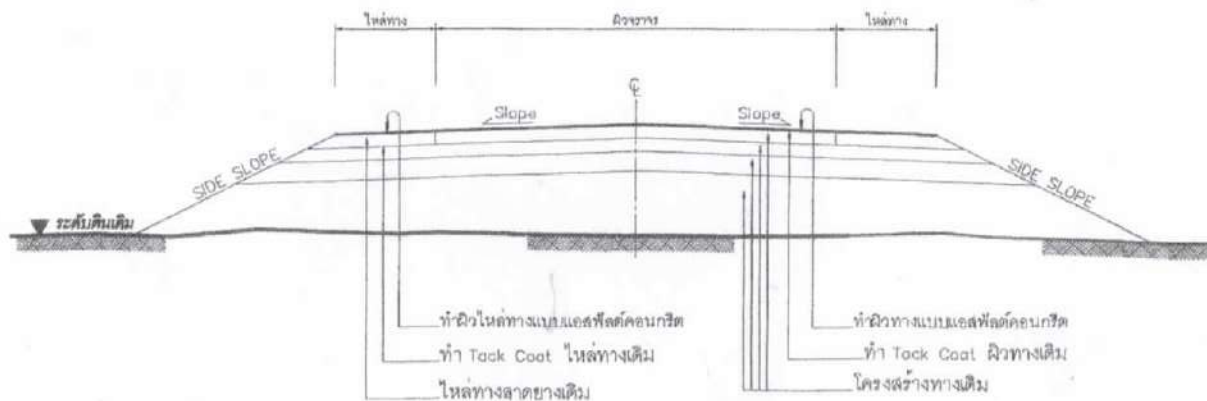 ไหล่ทาง ผิวจราจร ไหล่ทาง
℄
Slope Slope
SIDE SLOPE SIDE SLOPE
ระดับดินเดิม
ทำผิวไหล่ทางแบบแอสฟัลต์คอนกรีต ทำผิวทางแบบแอสฟัลต์คอนกรีต
ทำ Tack Coat ไหล่ทางเดิม ทำ Tack Coat ผิวทางเดิม
ไหล่ทางลาดยางเดิม โครงสร้างทางเดิม